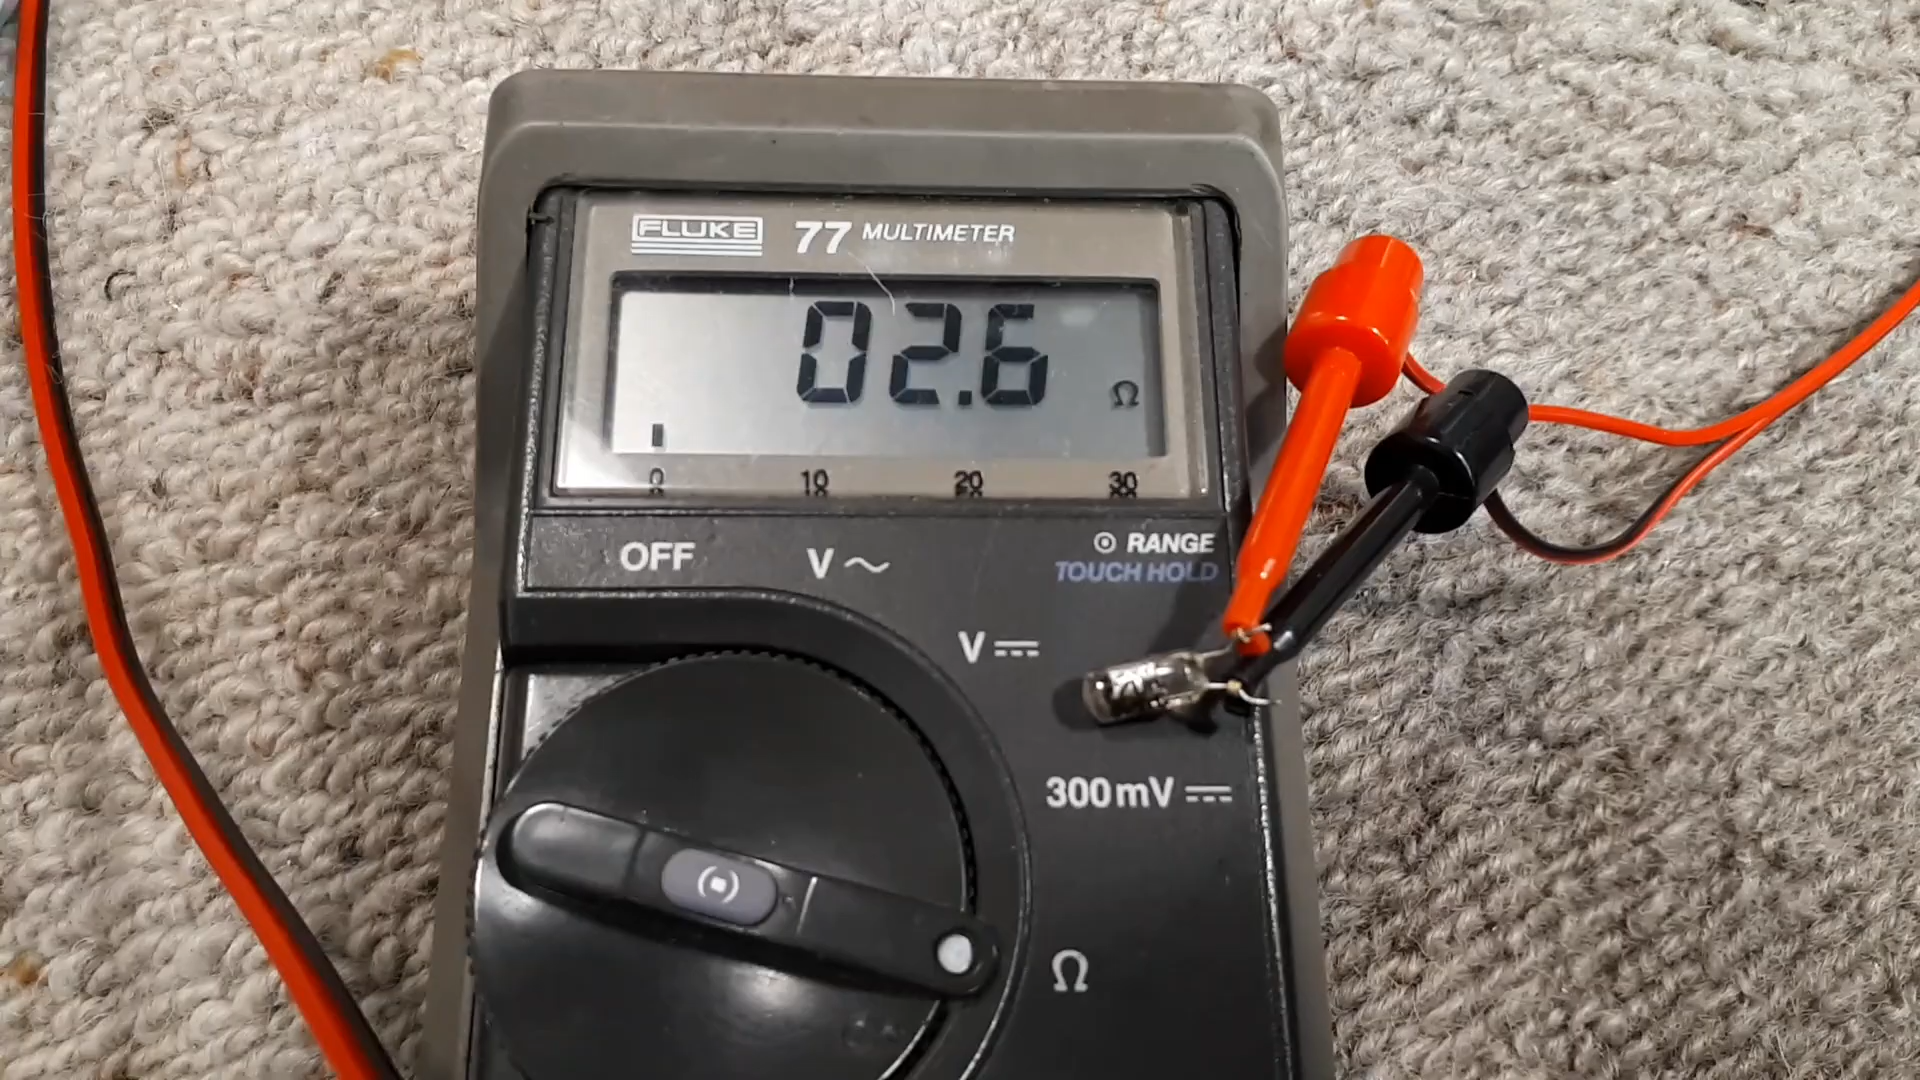 FLUKE 77 MULTIMETER
02.6 Ω
0 10 20 30
OFF V~ RANGE
TOUCH HOLD
V⎓
300mV⎓
Ω